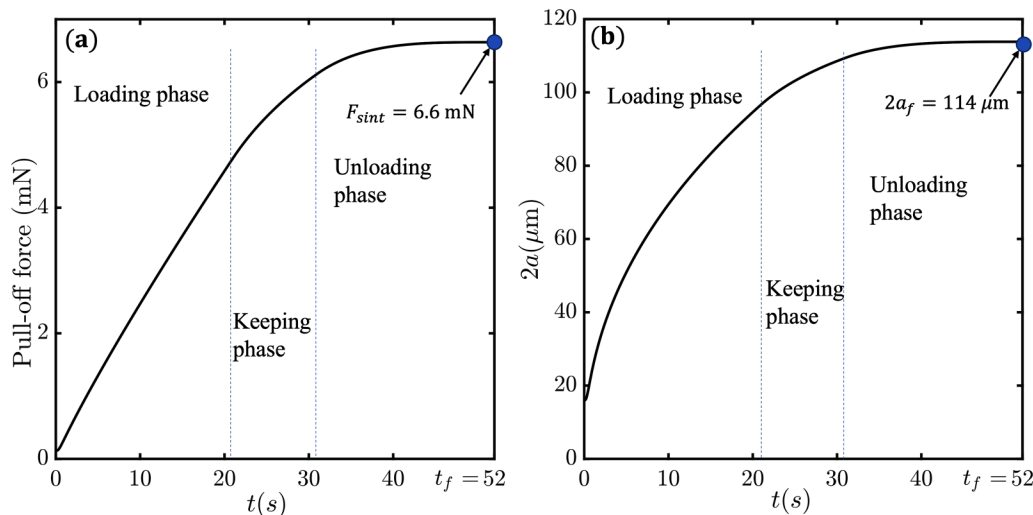 (a)
Pull-off force (mN)
6
4
2
0
Loading phase
F_sint = 6.6 mN
Unloading
phase
Keeping
phase
0 10 20 30 40 t_f = 52
t(s)
(b)
2a(μm)
120
100
80
60
40
20
0
Loading phase
2a_f = 114 μm
Unloading
phase
Keeping
phase
0 10 20 30 40 t_f = 52
t(s)